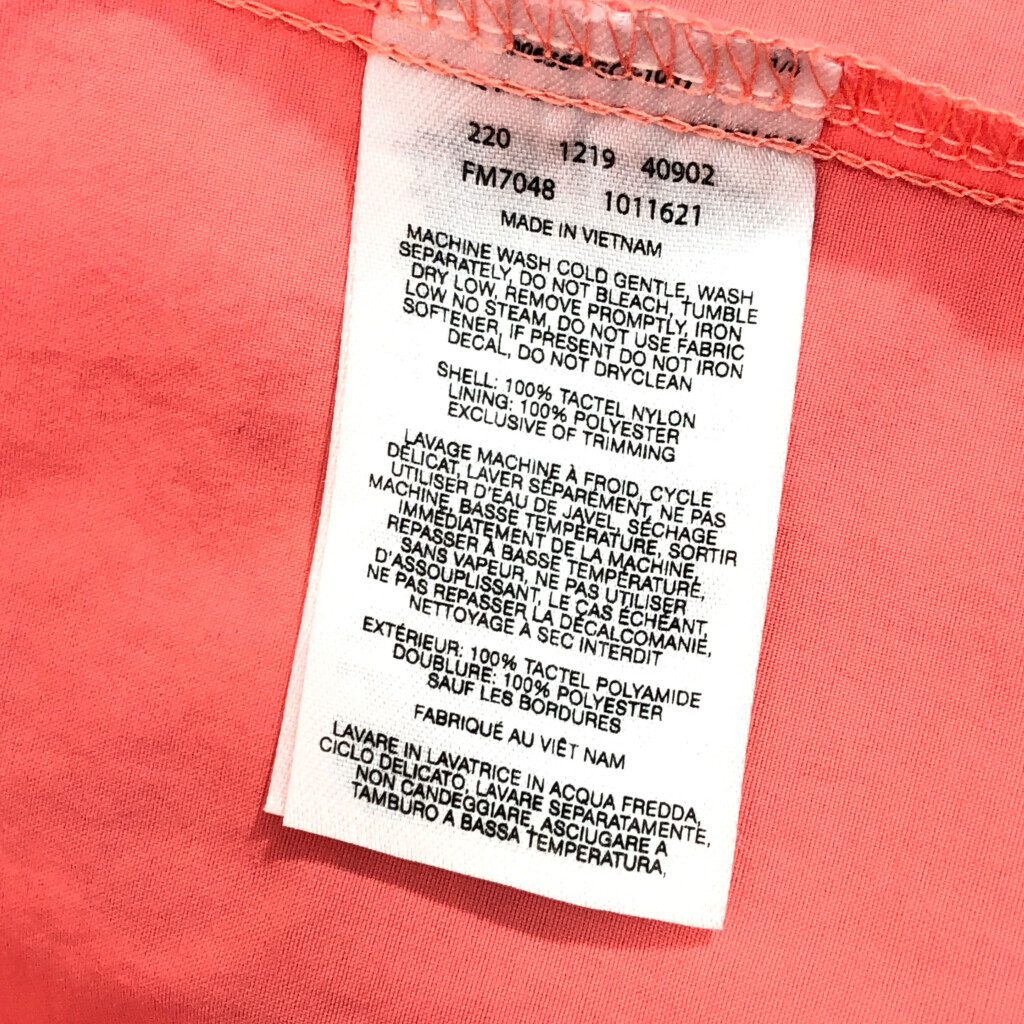 220 1219 40902
FM7048 1011621
MADE IN VIETNAM
MACHINE WASH COLD GENTLE, WASH
SEPARATELY, DO NOT BLEACH, TUMBLE
DRY LOW, REMOVE PROMPTLY, IRON
LOW NO STEAM, DO NOT USE FABRIC
SOFTENER, IF PRESENT DO NOT IRON
DECAL, DO NOT DRYCLEAN
SHELL: 100% TACTEL NYLON
LINING: 100% POLYESTER
EXCLUSIVE OF TRIMMING
LAVAGE MACHINE À FROID, CYCLE
DÉLICAT, LAVER SÉPARÉMENT, NE PAS
UTILISER D'EAU DE JAVEL, SÉCHAGE
MACHINE, BASSE TEMPÉRATURE, SORTIR
IMMÉDIATEMENT DE LA MACHINE,
REPASSER À BASSE TEMPÉRATURE,
SANS VAPEUR, NE PAS UTILISER
D'ASSOUPLISSANT, LE CAS ÉCHÉANT,
NE PAS REPASSER LA DÉCALCOMANIE,
NETTOYAGE À SEC INTERDIT
EXTÉRIEUR: 100% TACTEL POLYAMIDE
DOUBLURE: 100% POLYESTER
SAUF LES BORDURES
FABRIQUÉ AU VIÊT NAM
LAVARE IN LAVATRICE IN ACQUA FREDDA,
CICLO DELICATO, LAVARE SEPARATAMENTE,
NON CANDEGGIARE, ASCIUGARE A
TAMBURO A BASSA TEMPERATURA,